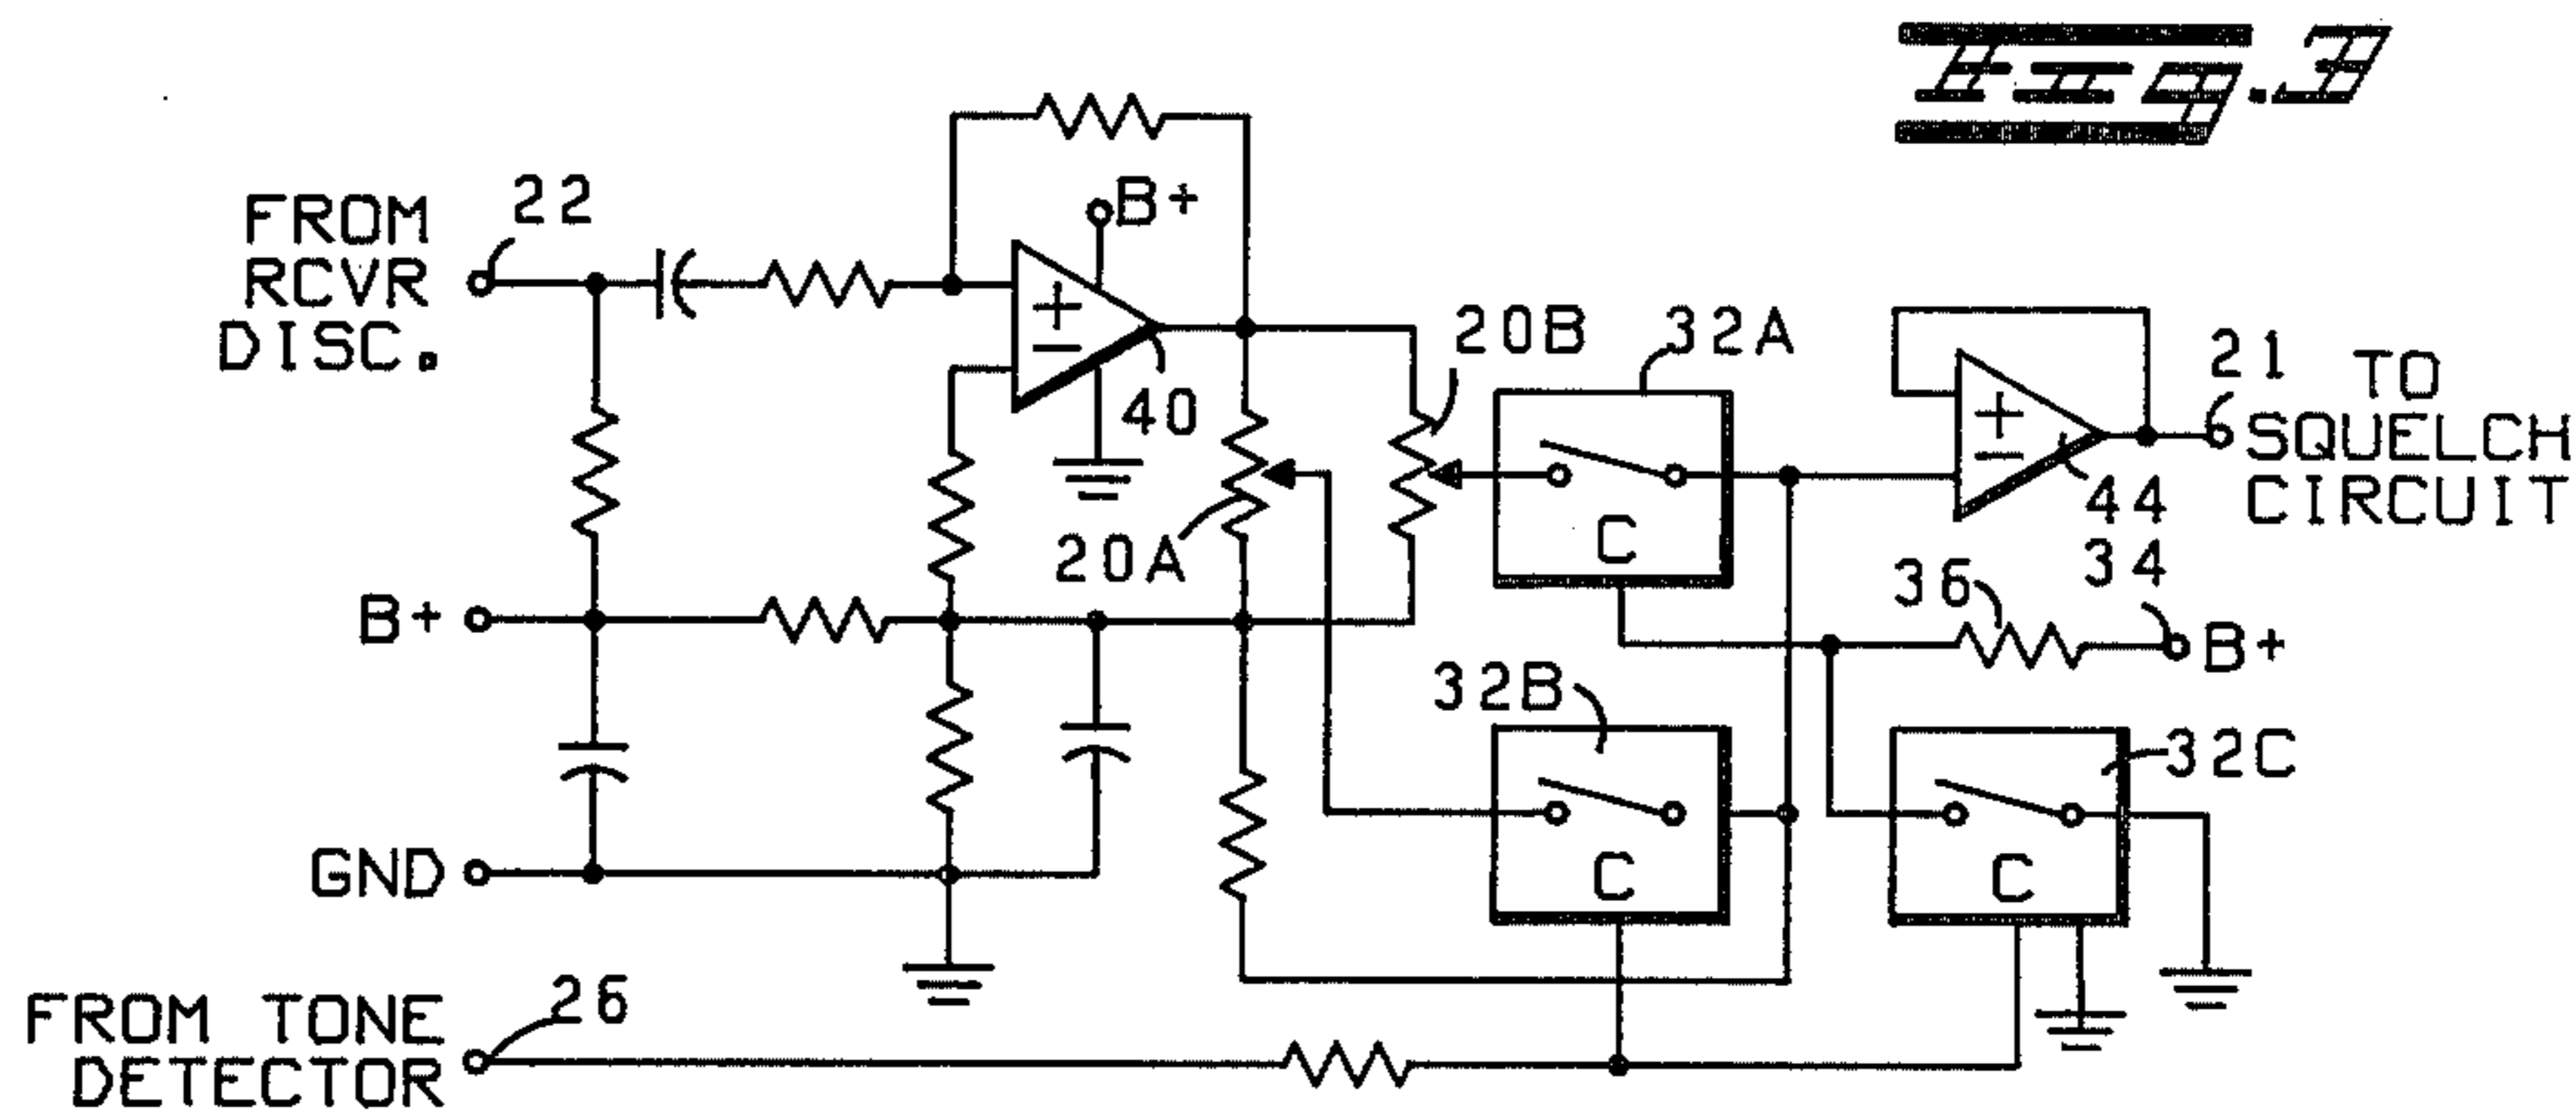 Fig. 3
FROM
RCVR
DISC.
22
B+
+
−
40
20A
20B
32A
C
+
−
44
21
TO
SQUELCH
CIRCUIT
36
34
B+
B+
32B
C
32C
C
GND
FROM TONE
DETECTOR
26